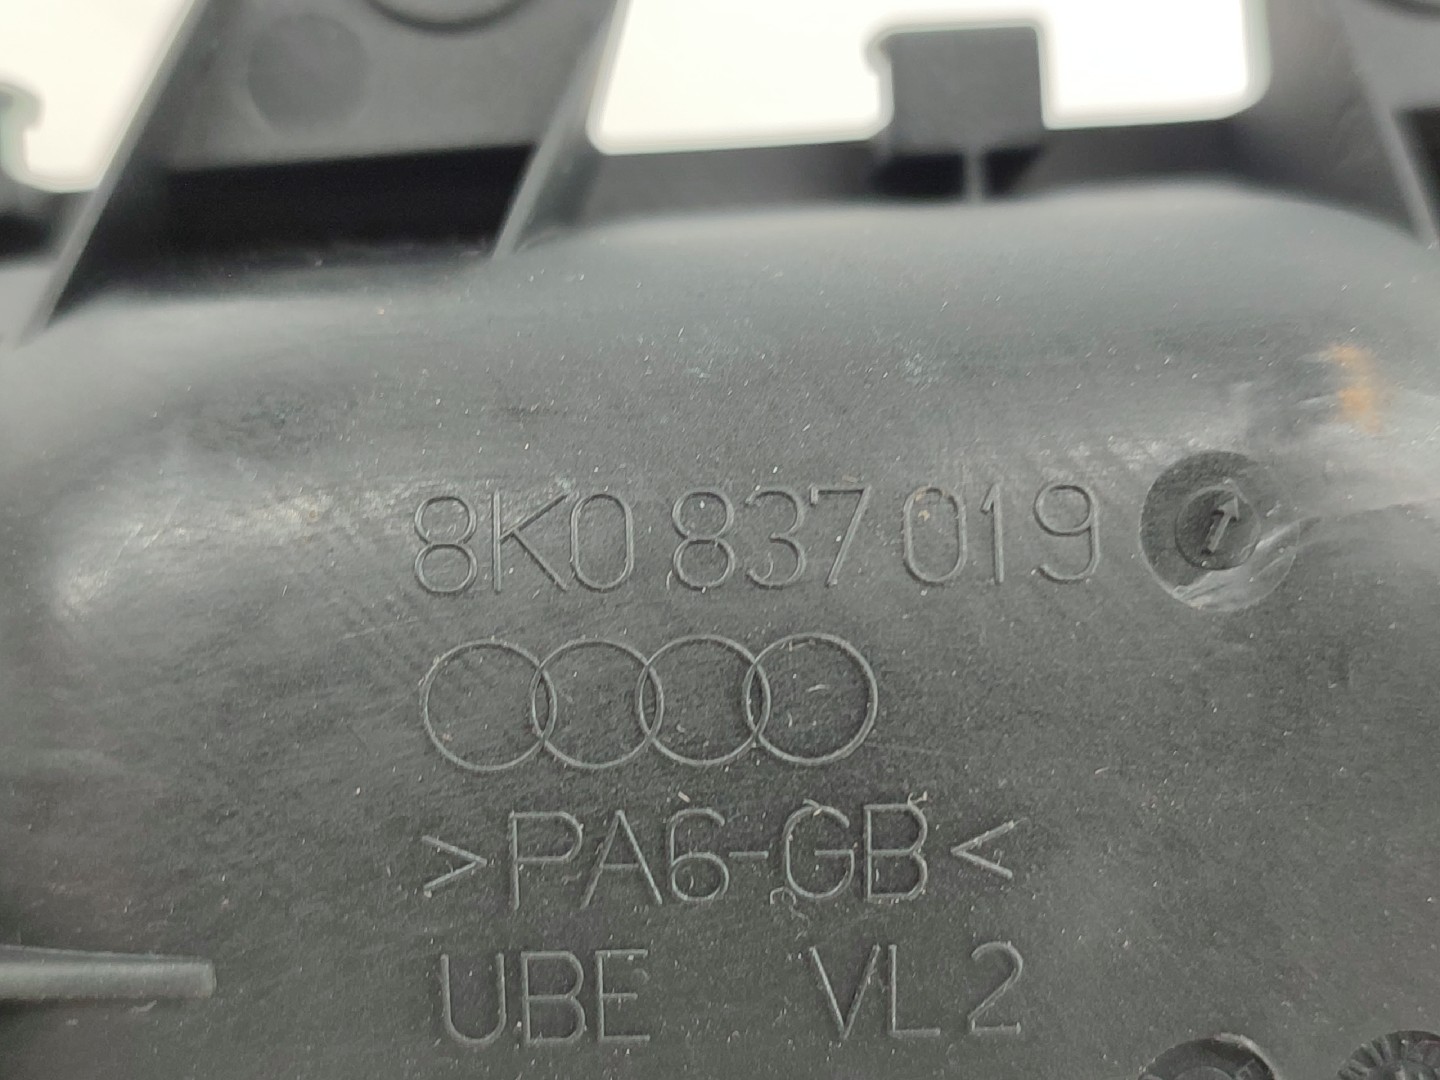 8K0 837 019
>PA6-GB<
UBE VL2